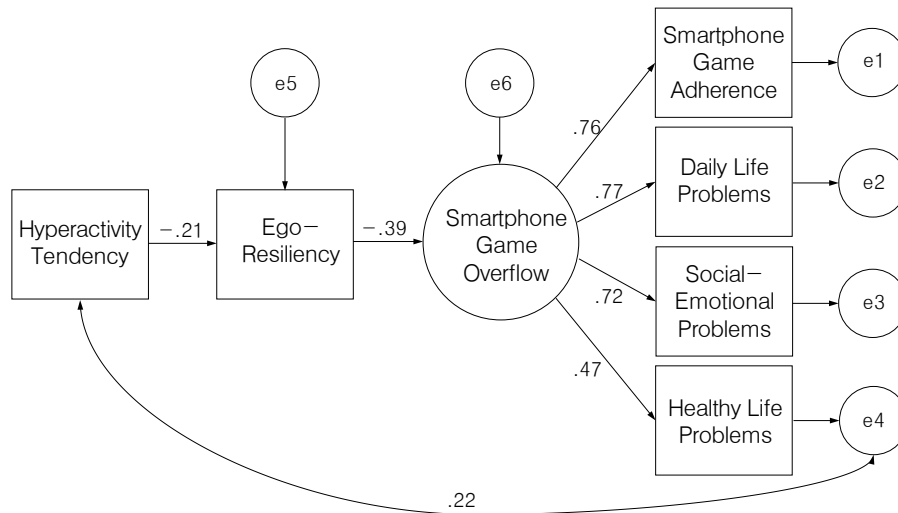 Smartphone
Game
Adherence
e1
e5
e6
.76
Daily Life
Problems
e2
.77
Hyperactivity
Tendency
−.21
Ego−
Resiliency
−.39
Smartphone
Game
Overflow
.72
Social−
Emotional
Problems
e3
.47
Healthy Life
Problems
e4
.22